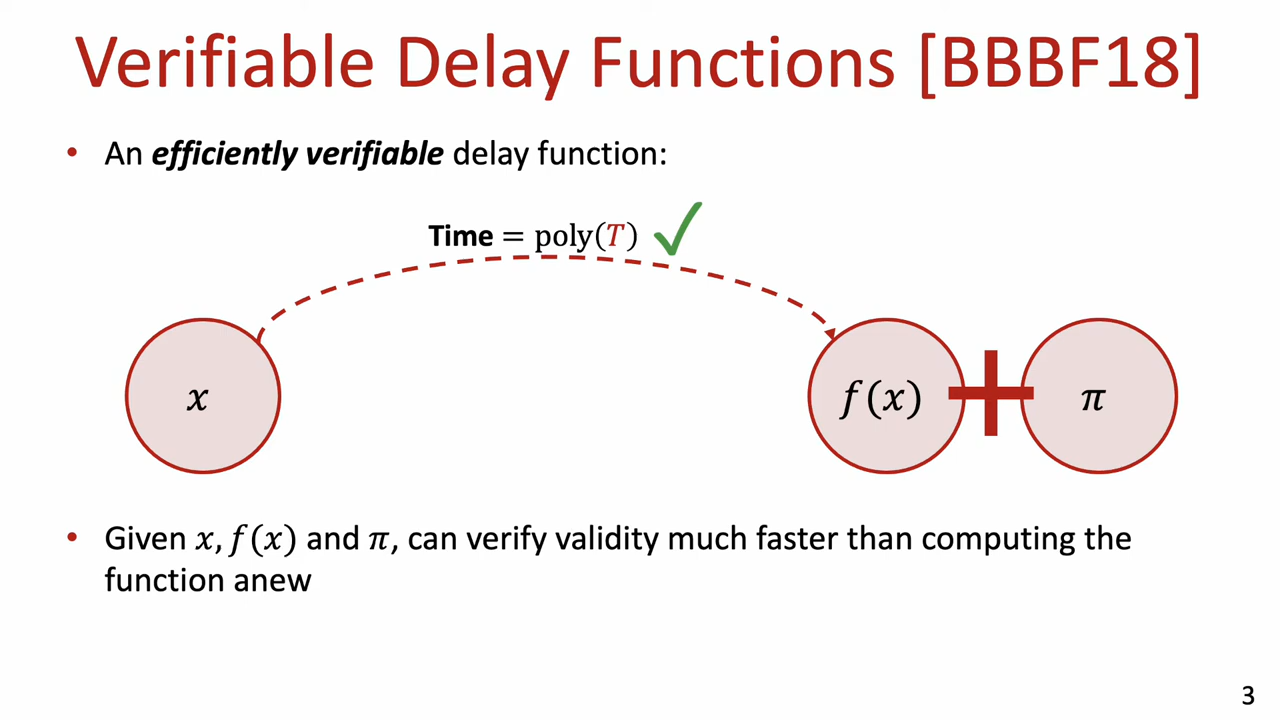 Verifiable Delay Functions [BBBF18]
• An efficiently verifiable delay function:
Time = poly(T) ✓
x
f(x)
+
π
• Given x, f(x) and π, can verify validity much faster than computing the
function anew
3